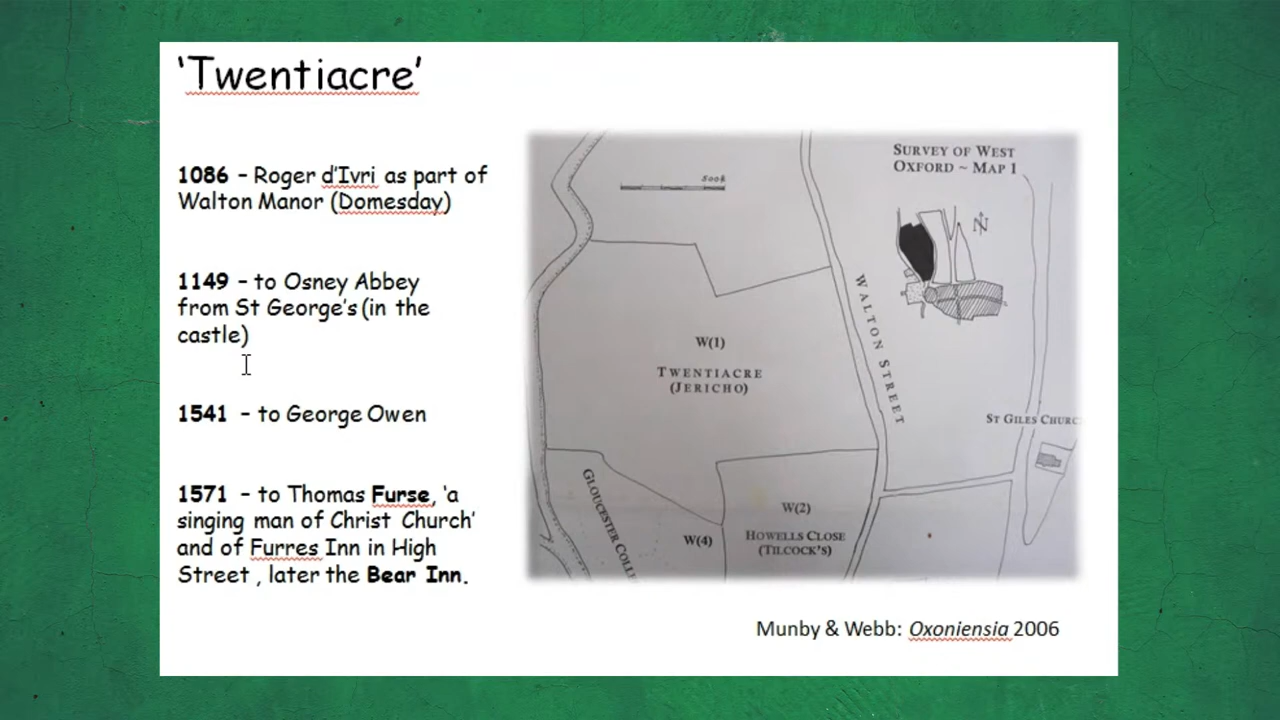 ‘Twentiacre’
1086 – Roger d’Ivri as part of
Walton Manor (Domesday)
1149 – to Osney Abbey
from St George’s (in the
castle)
1541 – to George Owen
1571 – to Thomas Furse, ‘a
singing man of Christ Church’
and of Furres Inn in High
Street , later the Bear Inn.
SURVEY OF WEST
OXFORD ~ MAP I
500ft
N
WALTON STREET
W(1)
TWENTIACRE
(JERICHO)
ST GILES CHURC
GLOUCESTER COLL
W(2)
HOWELLS CLOSE
(TILCOCK'S)
W(4)
Munby & Webb: Oxoniensia 2006